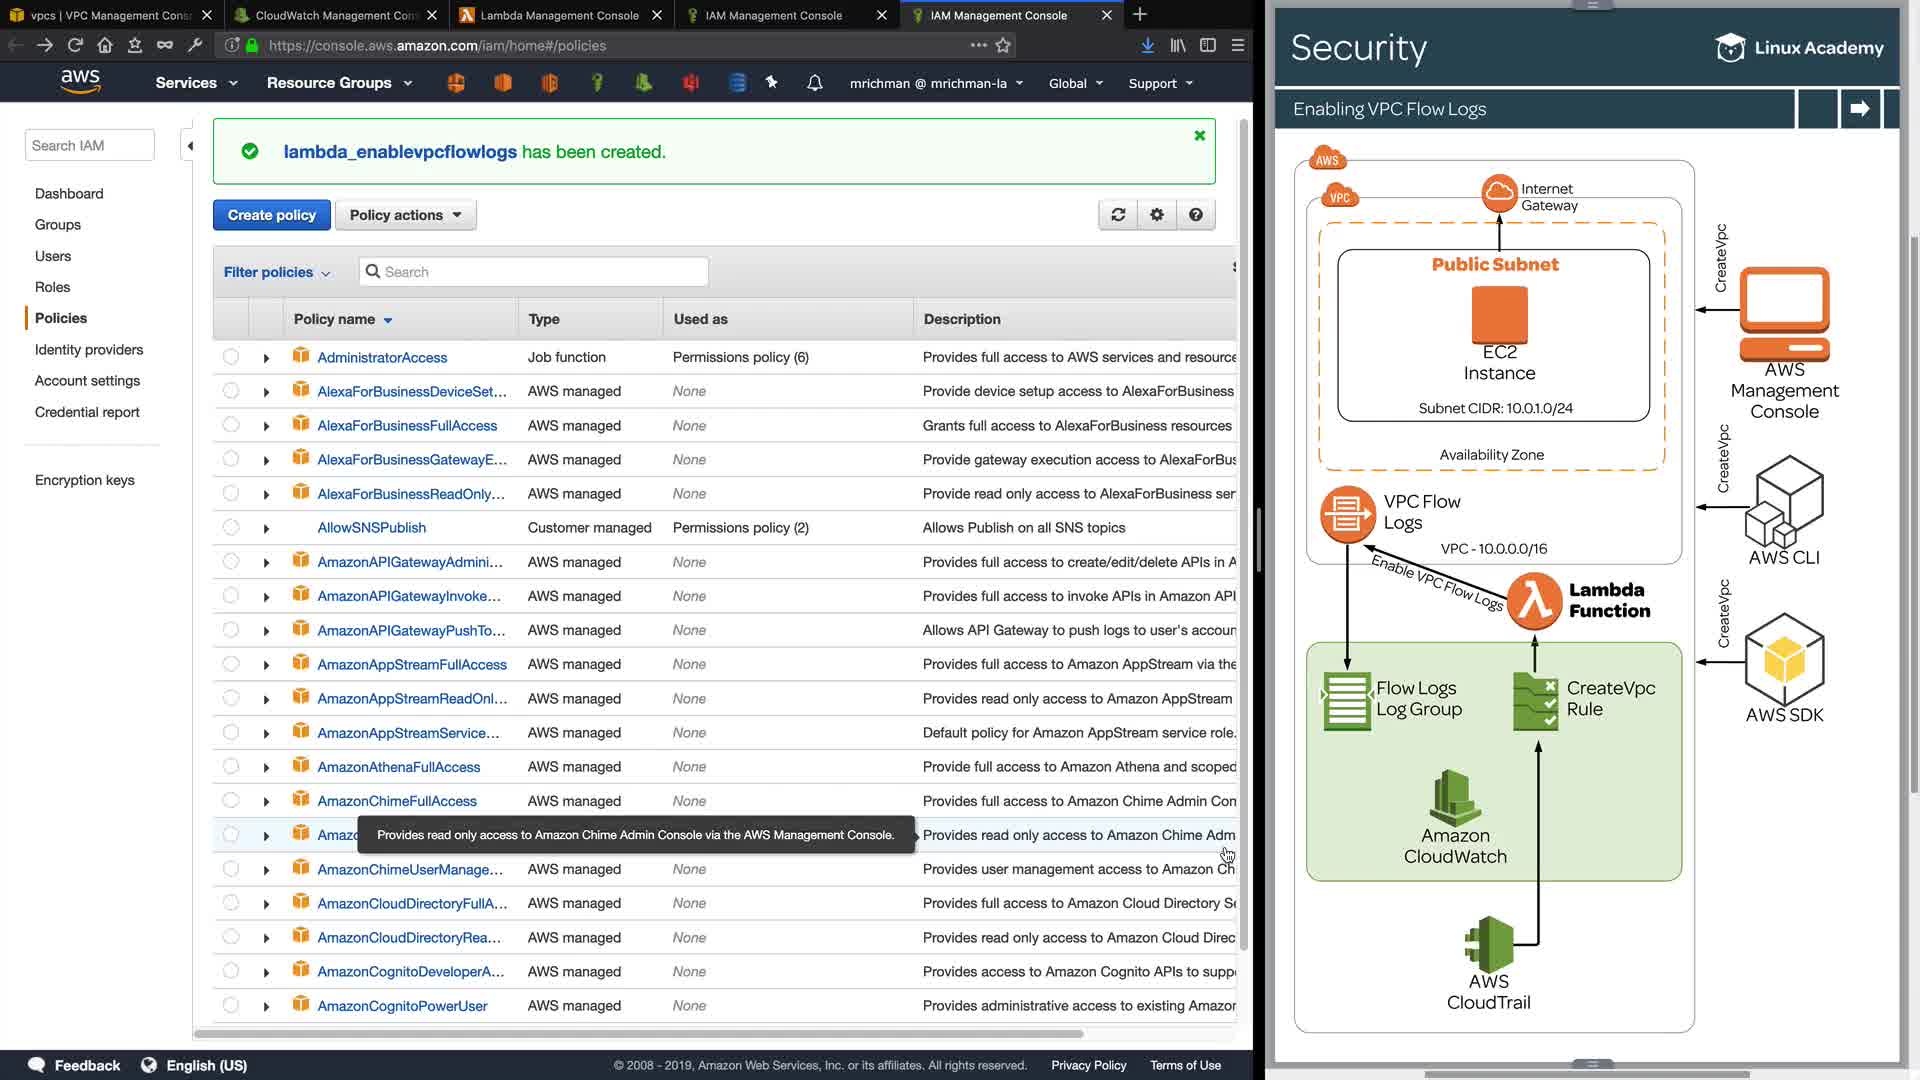 vpcs | VPC Management Cons
CloudWatch Management Con
Lambda Management Console
IAM Management Console
IAM Management Console
https://console.aws.amazon.com/iam/home#/policies
aws
Services
Resource Groups
mrichman @ mrichman-la
Global
Support
Search IAM
Dashboard
Groups
Users
Roles
Policies
Identity providers
Account settings
Credential report
Encryption keys
lambda_enablevpcflowlogs has been created.
Create policy
Policy actions
Filter policies
Search
Policy name Type Used as Description
AdministratorAccess Job function Permissions policy (6) Provides full access to AWS services and resource
AlexaForBusinessDeviceSet... AWS managed None Provide device setup access to AlexaForBusiness
AlexaForBusinessFullAccess AWS managed None Grants full access to AlexaForBusiness resources
AlexaForBusinessGatewayE... AWS managed None Provide gateway execution access to AlexaForBus
AlexaForBusinessReadOnly... AWS managed None Provide read only access to AlexaForBusiness ser
AllowSNSPublish Customer managed Permissions policy (2) Allows Publish on all SNS topics
AmazonAPIGatewayAdmini... AWS managed None Provides full access to create/edit/delete APIs in A
AmazonAPIGatewayInvoke... AWS managed None Provides full access to invoke APIs in Amazon API
AmazonAPIGatewayPushTo... AWS managed None Allows API Gateway to push logs to user's accoun
AmazonAppStreamFullAccess AWS managed None Provides full access to Amazon AppStream via the
AmazonAppStreamReadOnl... AWS managed None Provides read only access to Amazon AppStream
AmazonAppStreamService... AWS managed None Default policy for Amazon AppStream service role.
AmazonAthenaFullAccess AWS managed None Provide full access to Amazon Athena and scoped
AmazonChimeFullAccess AWS managed None Provides full access to Amazon Chime Admin Con
Amazo Provides read only access to Amazon Chime Admin Console via the AWS Management Console. Provides read only access to Amazon Chime Adm
AmazonChimeUserManage... AWS managed None Provides user management access to Amazon Ch
AmazonCloudDirectoryFullA... AWS managed None Provides full access to Amazon Cloud Directory Se
AmazonCloudDirectoryRea... AWS managed None Provides read only access to Amazon Cloud Direc
AmazonCognitoDeveloperA... AWS managed None Provides access to Amazon Cognito APIs to supp
AmazonCognitoPowerUser AWS managed None Provides administrative access to existing Amazon
Feedback
English (US)
© 2008 - 2019, Amazon Web Services, Inc. or its affiliates. All rights reserved.
Privacy Policy
Terms of Use
Security
Linux Academy
Enabling VPC Flow Logs
AWS
VPC
Internet
Gateway
Public Subnet
EC2
Instance
Subnet CIDR: 10.0.1.0/24
Availability Zone
VPC Flow
Logs
VPC - 10.0.0.0/16
Enable VPC Flow Logs
Lambda
Function
Flow Logs
Log Group
CreateVpc
Rule
Amazon
CloudWatch
AWS
CloudTrail
CreateVpc
AWS
Management
Console
CreateVpc
AWS CLI
CreateVpc
AWS SDK